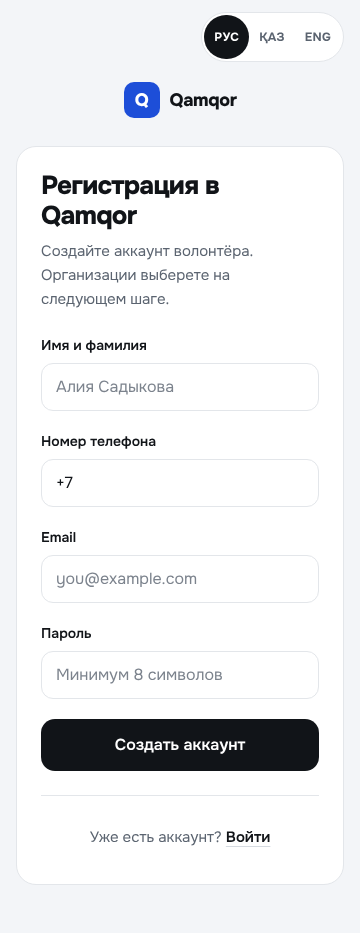 РУС ҚАЗ ENG
Q Qamqor
Регистрация в
Qamqor
Создайте аккаунт волонтёра.
Организации выберете на
следующем шаге.
Имя и фамилия
Алия Садыкова
Номер телефона
+7
Email
you@example.com
Пароль
Минимум 8 символов
Создать аккаунт
Уже есть аккаунт? Войти